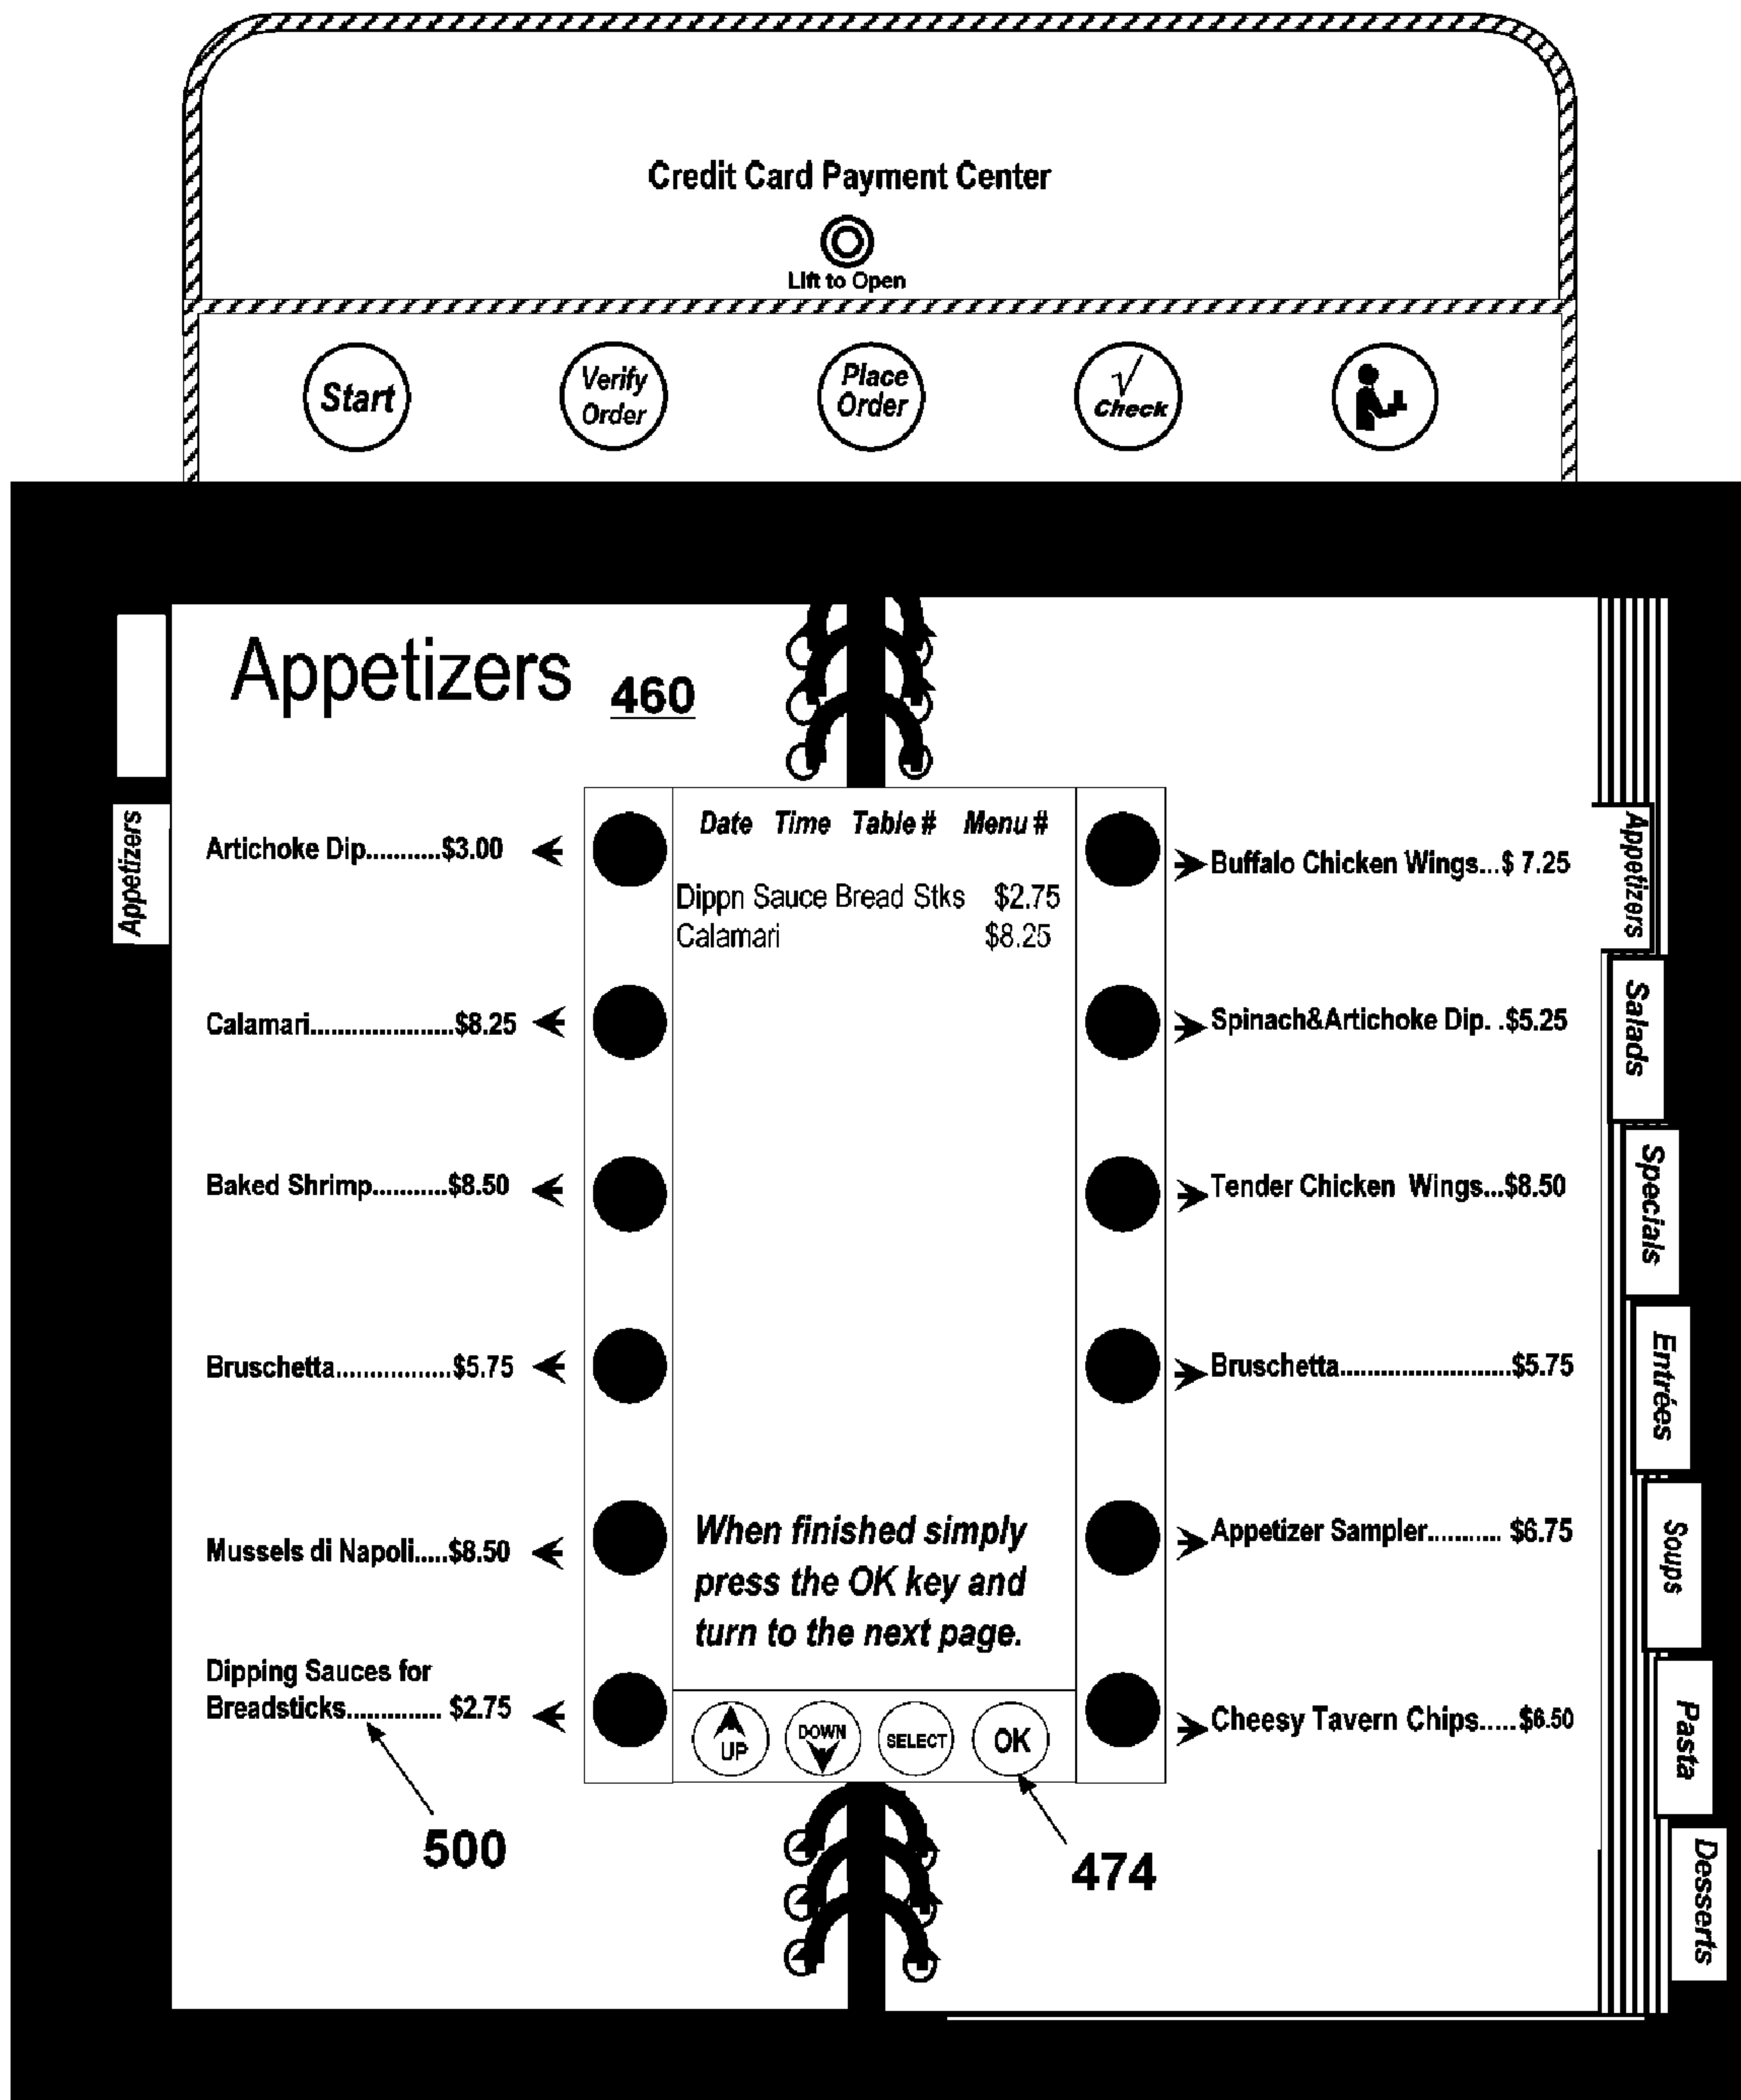 Credit Card Payment Center
Lift to Open
Start
Verify
Order
Place
Order
√
Check
Appetizers
460
Appetizers
Artichoke Dip...........$3.00
Calamari.....................$8.25
Baked Shrimp...........$8.50
Bruschetta.................$5.75
Mussels di Napoli.....$8.50
Dipping Sauces for
Breadsticks.............. $2.75
500
Date Time Table # Menu #
Dippn Sauce Bread Stks $2.75
Calamari $8.25
When finished simply
press the OK key and
turn to the next page.
UP
DOWN
SELECT
OK
474
Buffalo Chicken Wings...$ 7.25
Spinach&Artichoke Dip. .$5.25
Tender Chicken Wings...$8.50
Bruschetta.........................$5.75
Appetizer Sampler........... $6.75
Cheesy Tavern Chips.....$6.50
Appetizers
Salads
Specials
Entrées
Soups
Pasta
Desserts